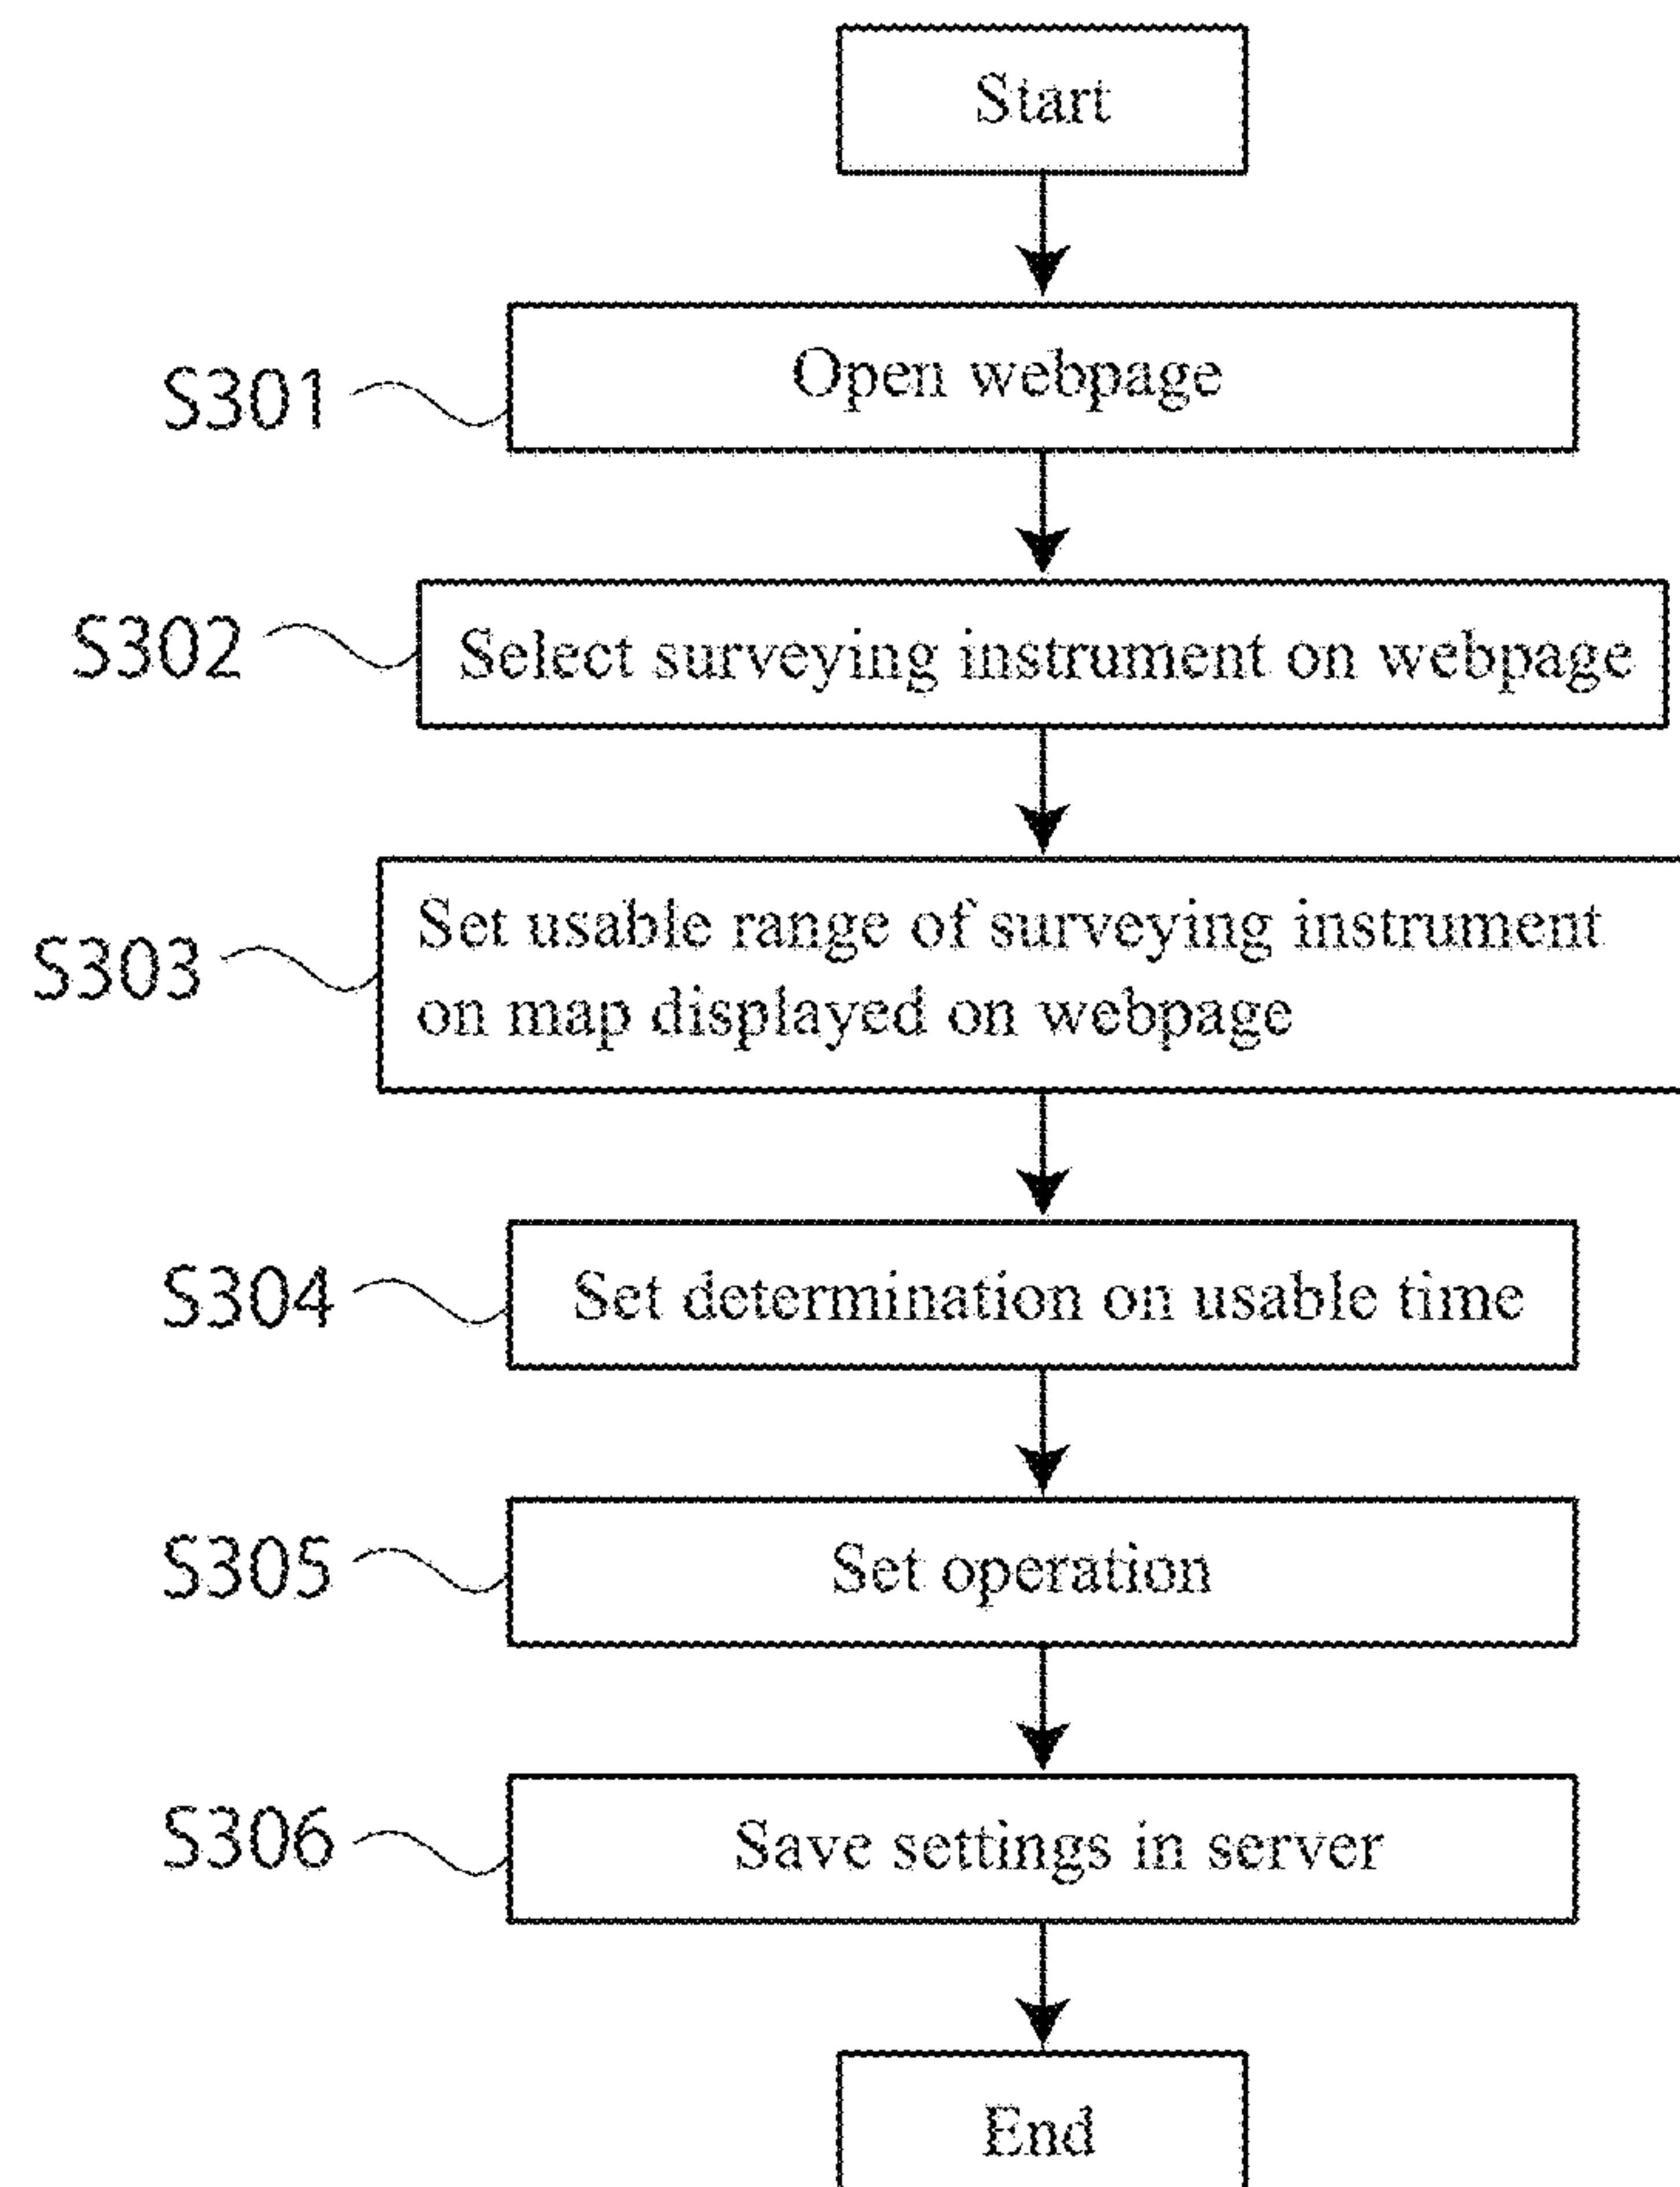 Start
S301
Open webpage
S302
Select surveying instrument on webpage
S303
Set usable range of surveying instrument
on map displayed on webpage
S304
Set determination on usable time
S305
Set operation
S306
Save settings in server
End